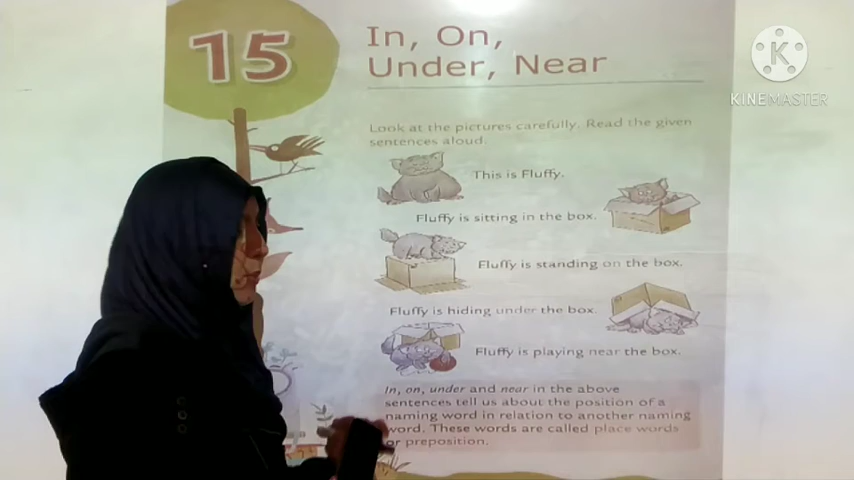 15
In, On,
Under, Near
Look at the pictures carefully. Read the given
sentences aloud.
This is Fluffy.
Fluffy is sitting in the box.
Fluffy is standing on the box.
Fluffy is hiding under the box.
Fluffy is playing near the box.
In, on, under and near in the above
sentences tell us about the position of a
naming word in relation to another naming
word. These words are called place words
or preposition.
K
KINEMASTER